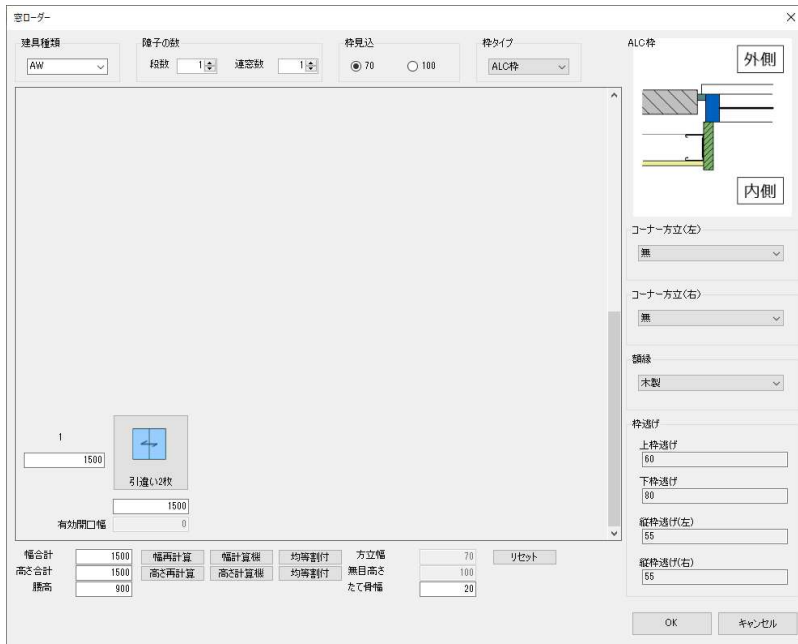 窓ローダー
建具種類
障子の数
枠見込
枠タイプ
ALC枠
AW
段数 1
連窓数 1
70
100
ALC枠
外側
内側
コーナー方立(左)
無
コーナー方立(右)
無
額縁
木製
枠逃げ
上枠逃げ
60
下枠逃げ
80
縦枠逃げ(左)
55
縦枠逃げ(右)
55
1
1500
引違い2枚
1500
有効開口幅 0
幅合計 1500 幅再計算 幅計算機 均等割付 方立幅 70 リセット
高さ合計 1500 高さ再計算 高さ計算機 均等割付 無目高さ 100
腰高 900 たて骨幅 20
OK キャンセル